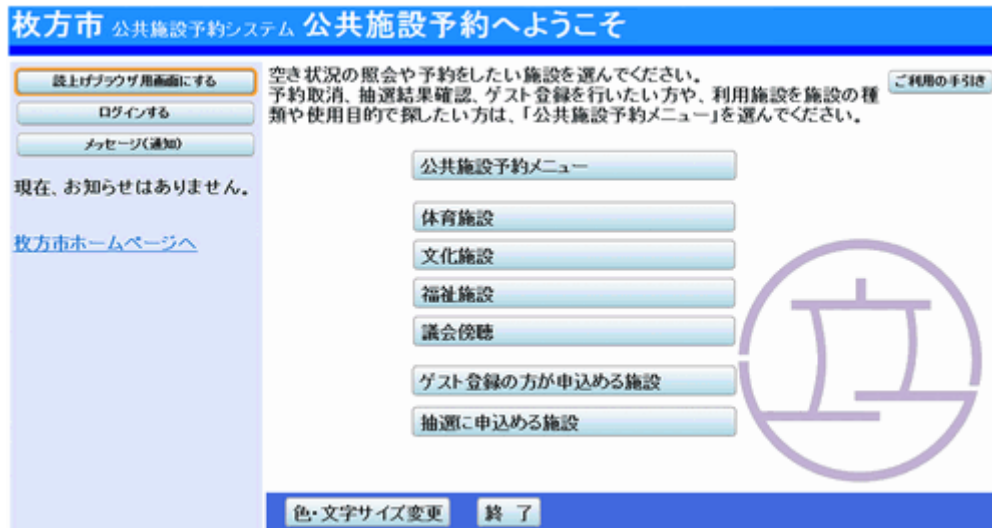 枚方市 公共施設予約システム 公共施設予約へようこそ
読上げブラウザ用画面にする
ログインする
メッセージ(通知)
現在、お知らせはありません。
枚方市ホームページへ
空き状況の照会や予約をしたい施設を選んでください。
予約取消、抽選結果確認、ゲスト登録を行いたい方や、利用施設を施設の種
類や使用目的で探したい方は、「公共施設予約メニュー」を選んでください。
ご利用の手引き
公共施設予約メニュー
体育施設
文化施設
福祉施設
議会傍聴
ゲスト登録の方が申込める施設
抽選に申込める施設
色・文字サイズ変更
終 了